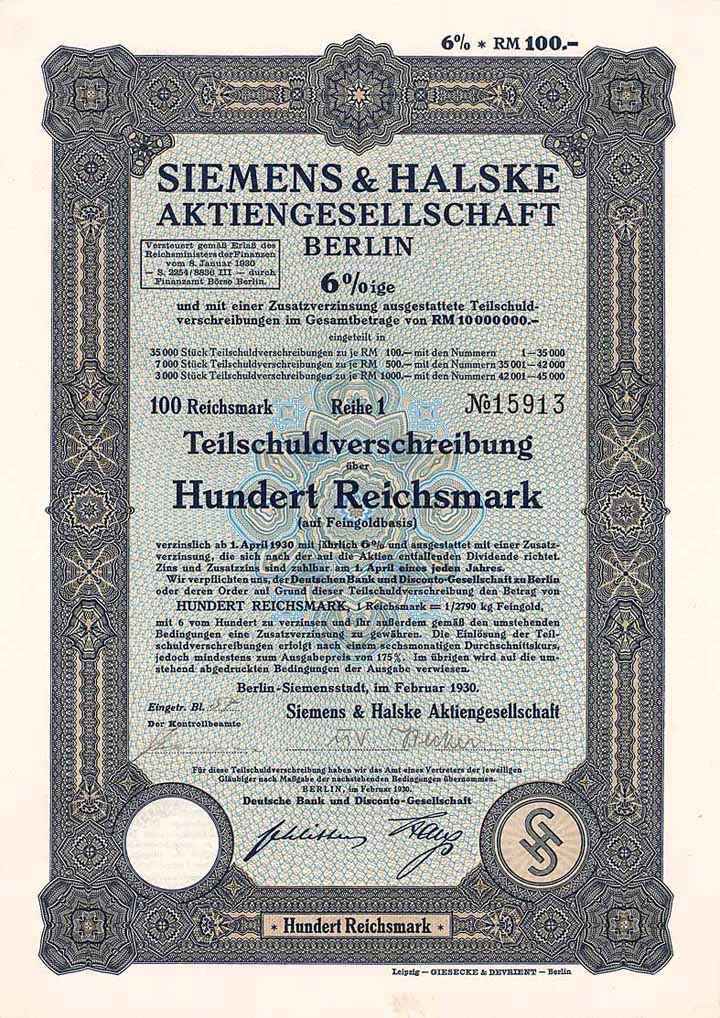 6% * RM 100.-
SIEMENS & HALSKE
AKTIENGESELLSCHAFT
BERLIN
Versteuert gemäß Erlaß des
Reichsministers der Finanzen
vom 8. Januar 1930
— S. 2254/8836 III — durch
Finanzamt Börse Berlin.
6%ige
und mit einer Zusatzverzinsung ausgestattete Teilschuld-
verschreibungen im Gesamtbetrage von RM 10 000 000.-
eingeteilt in
35 000 Stück Teilschuldverschreibungen zu je RM 100.— mit den Nummern 1—35 000
7 000 Stück Teilschuldverschreibungen zu je RM 500.— mit den Nummern 35 001—42 000
3 000 Stück Teilschuldverschreibungen zu je RM 1000.— mit den Nummern 42 001—45 000
100 Reichsmark Reihe 1 № 15913
Teilschuldverschreibung
über
Hundert Reichsmark
(auf Feingoldbasis)
verzinslich ab 1. April 1930 mit jährlich 6% und ausgestattet mit einer Zusatz-
verzinsung, die sich nach der auf die Aktien entfallenden Dividende richtet.
Zins und Zusatzzins sind zahlbar am 1. April eines jeden Jahres.
Wir verpflichten uns, der Deutschen Bank und Disconto-Gesellschaft zu Berlin
oder deren Order auf Grund dieser Teilschuldverschreibung den Betrag von
HUNDERT REICHSMARK, 1 Reichsmark = 1/2790 kg Feingold,
mit 6 vom Hundert zu verzinsen und ihr außerdem gemäß den umstehenden
Bedingungen eine Zusatzverzinsung zu gewähren. Die Einlösung der Teil-
schuldverschreibungen erfolgt nach einem sechsmonatigen Durchschnittskurs,
jedoch mindestens zum Ausgabepreis von 175%. Im übrigen wird auf die um-
stehend abgedruckten Bedingungen der Ausgabe verwiesen.
Berlin-Siemensstadt, im Februar 1930.
Eingetr. Bl.
Siemens & Halske Aktiengesellschaft
Der Kontrollbeamte
Für diese Teilschuldverschreibung haben wir das Amt eines Vertreters der jeweiligen
Gläubiger nach Maßgabe der nachstehenden Bedingungen übernommen.
BERLIN, im Februar 1930.
Deutsche Bank und Disconto-Gesellschaft
* Hundert Reichsmark *
Leipzig — GIESECKE & DEVRIENT — Berlin